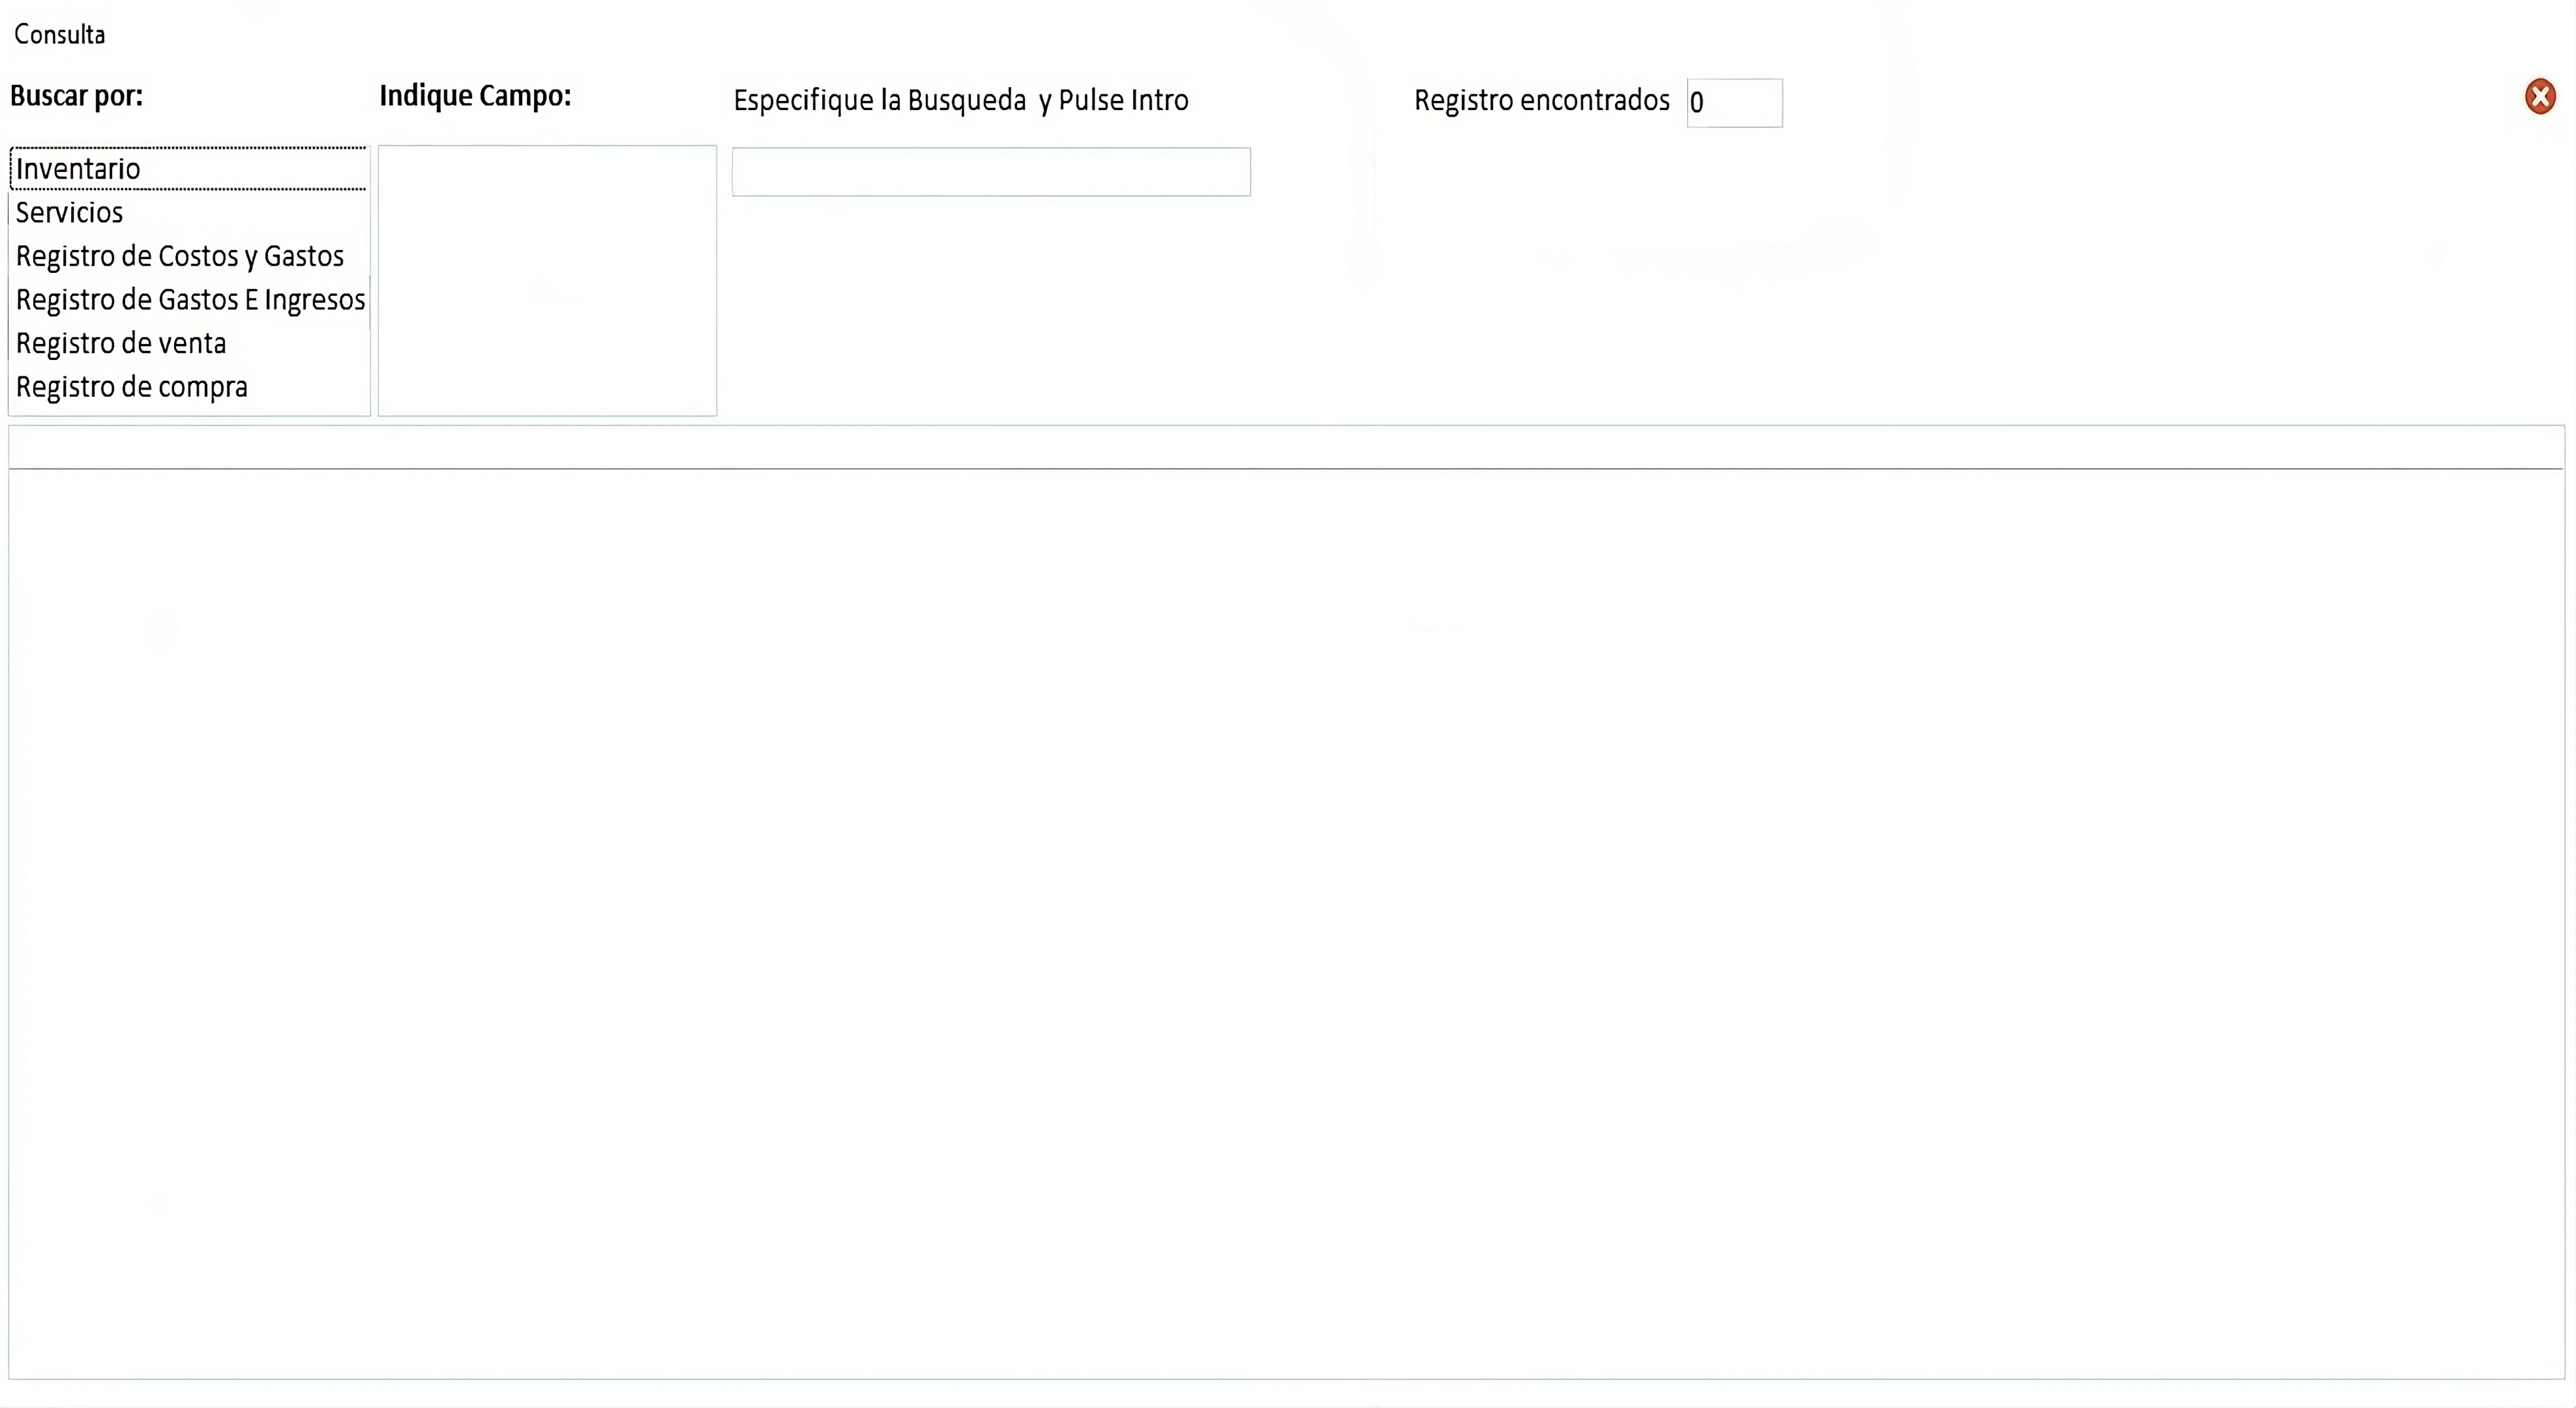 Consulta
Buscar por:
Indique Campo:
Especifique la Busqueda y Pulse Intro
Registro encontrados 0
Inventario
Servicios
Registro de Costos y Gastos
Registro de Gastos E Ingresos
Registro de venta
Registro de compra